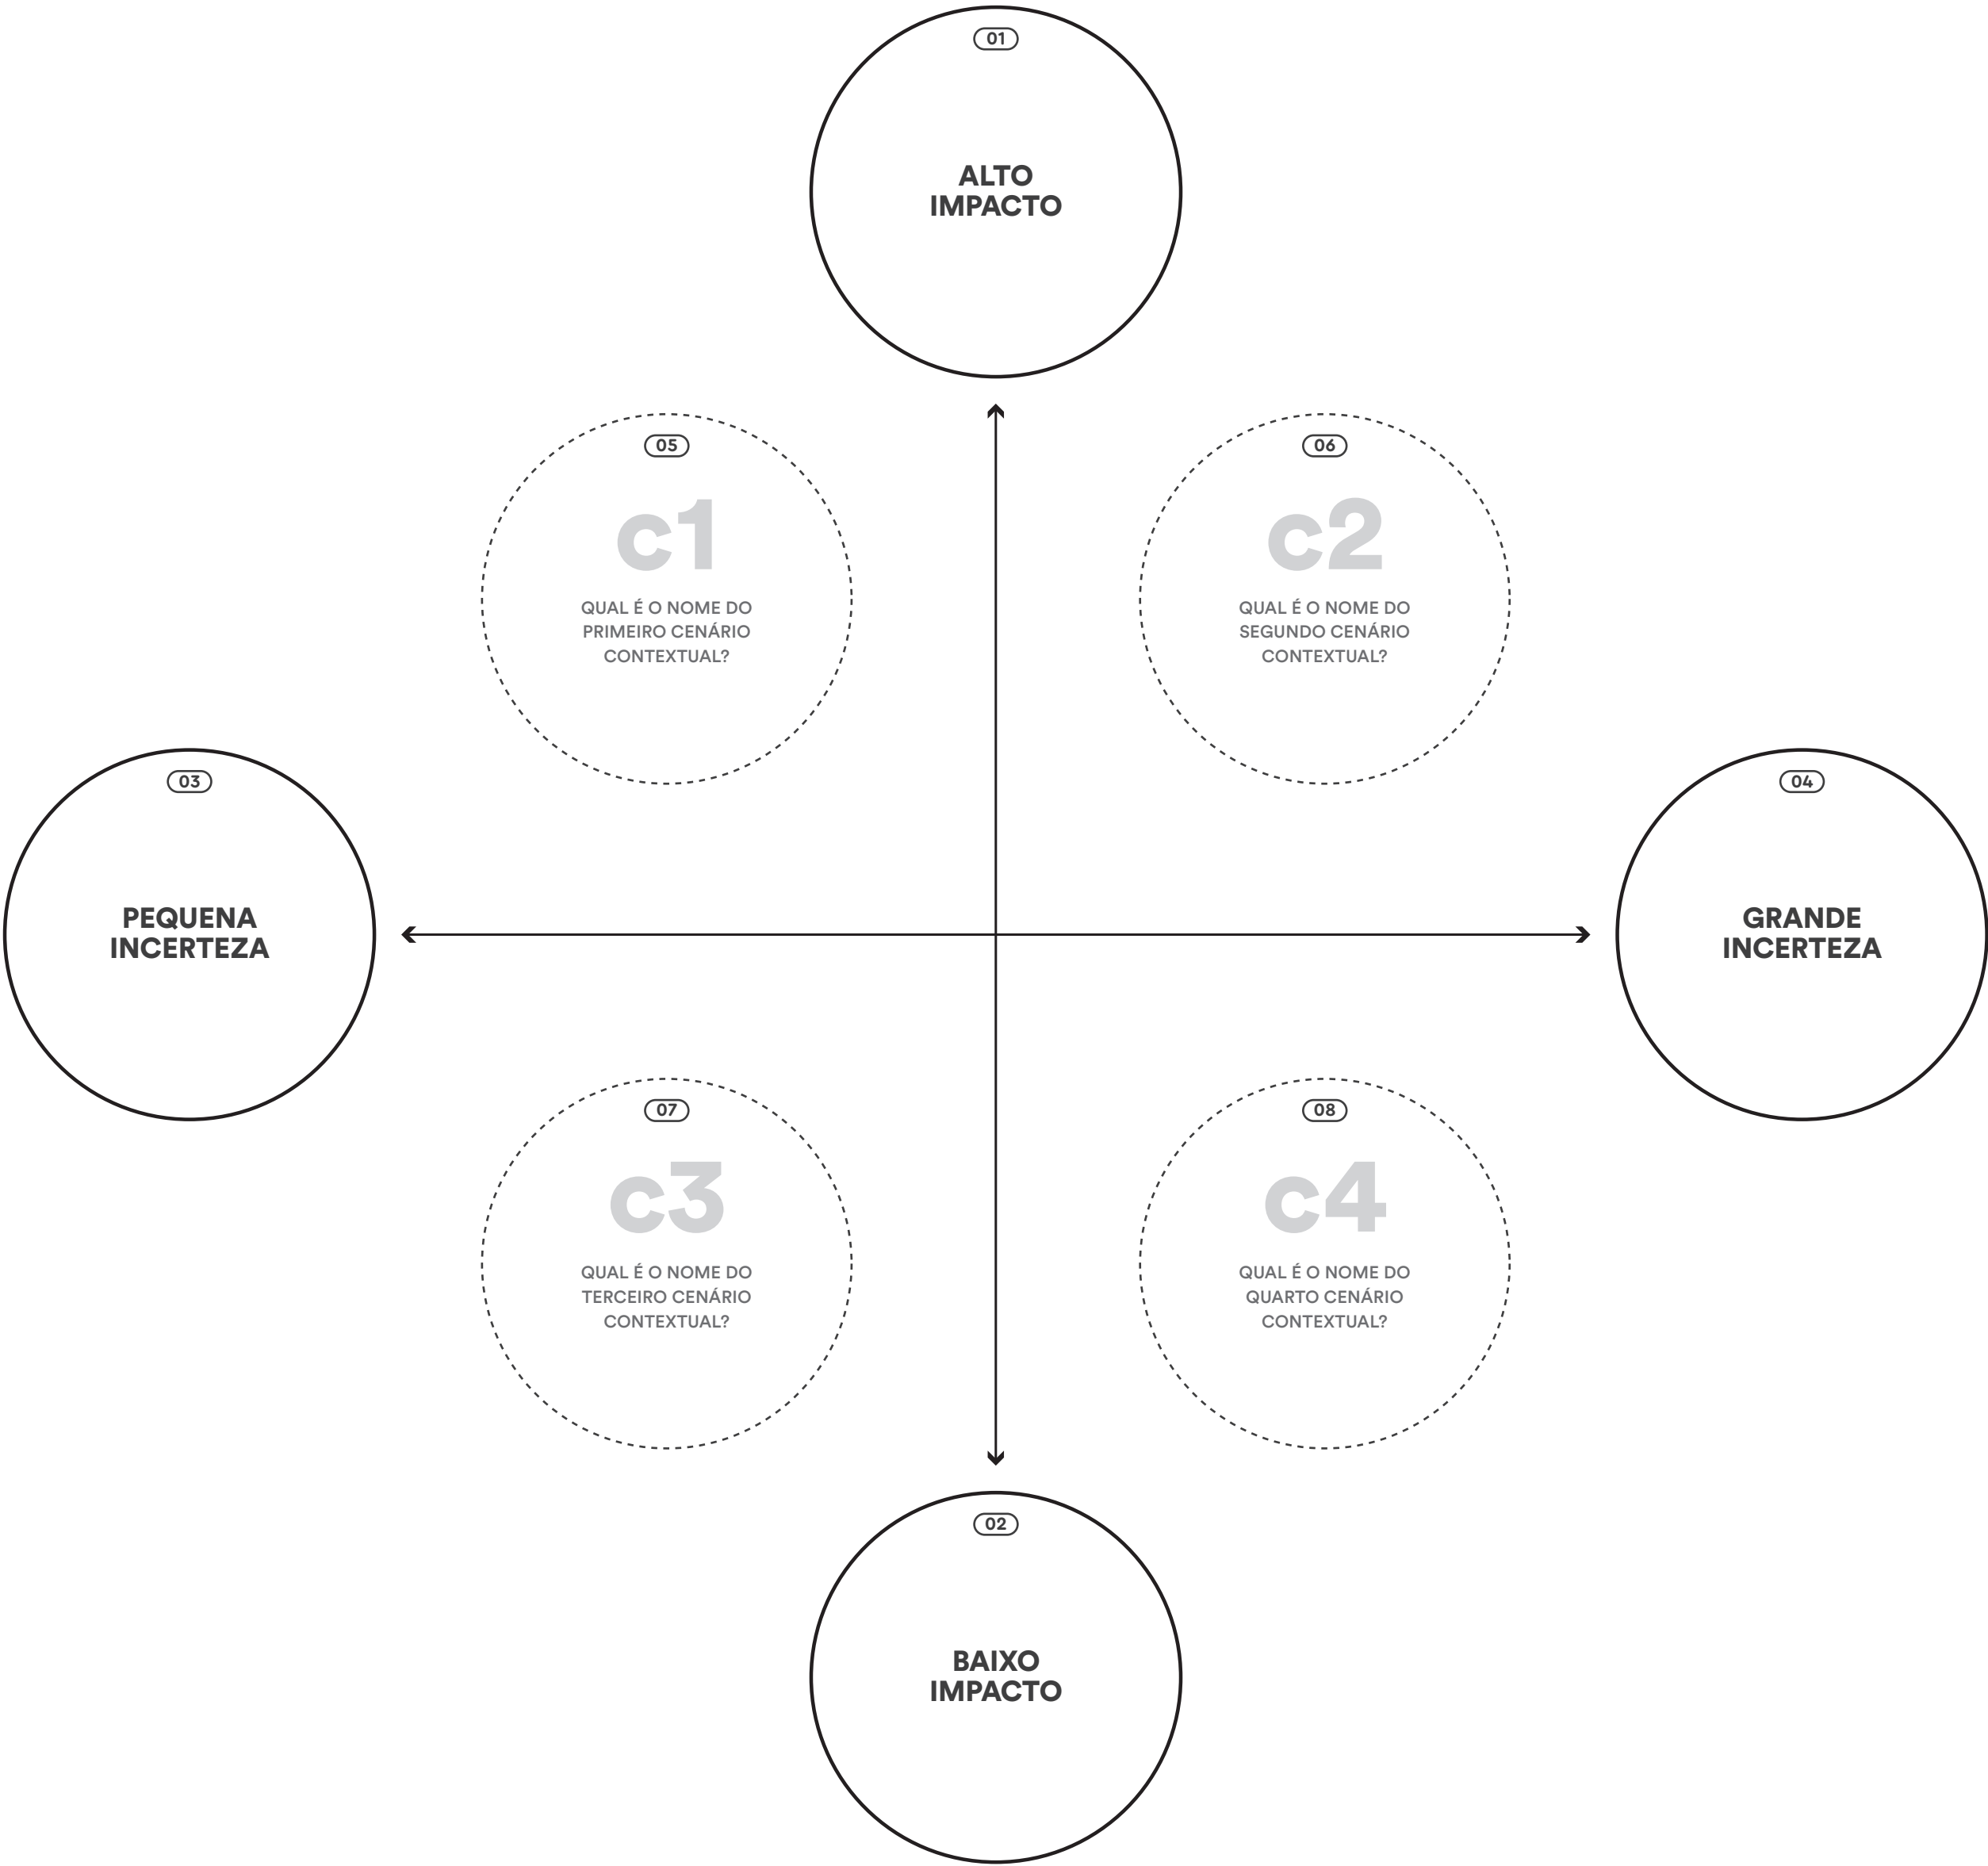 01
ALTO
IMPACTO
05
c1
QUAL É O NOME DO
PRIMEIRO CENÁRIO
CONTEXTUAL?
06
c2
QUAL É O NOME DO
SEGUNDO CENÁRIO
CONTEXTUAL?
03
PEQUENA
INCERTEZA
04
GRANDE
INCERTEZA
07
c3
QUAL É O NOME DO
TERCEIRO CENÁRIO
CONTEXTUAL?
08
c4
QUAL É O NOME DO
QUARTO CENÁRIO
CONTEXTUAL?
02
BAIXO
IMPACTO